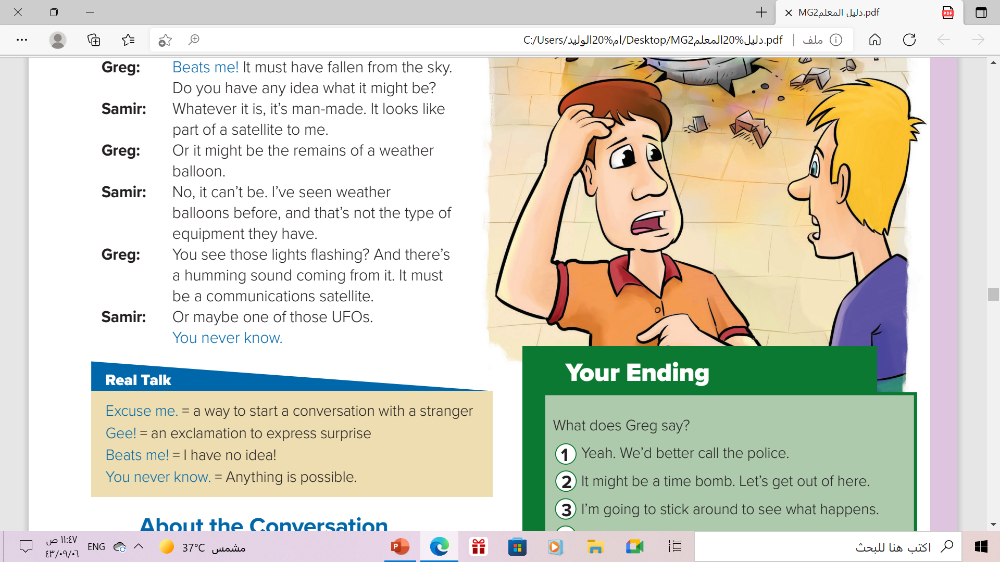 MG2دليل المعلم.pdf
C:/Users/ام%20الوليد/Desktop/MG2دليل%20المعلم.pdf
ملف
Greg: Beats me! It must have fallen from the sky.
Do you have any idea what it might be?
Samir: Whatever it is, it's man-made. It looks like
part of a satellite to me.
Greg: Or it might be the remains of a weather
balloon.
Samir: No, it can't be. I've seen weather
balloons before, and that's not the type of
equipment they have.
Greg: You see those lights flashing? And there's
a humming sound coming from it. It must
be a communications satellite.
Samir: Or maybe one of those UFOs.
You never know.
Real Talk
Excuse me. = a way to start a conversation with a stranger
Gee! = an exclamation to express surprise
Beats me! = I have no idea!
You never know. = Anything is possible.
About the Conversation
Your Ending
What does Greg say?
1 Yeah. We'd better call the police.
2 It might be a time bomb. Let's get out of here.
3 I'm going to stick around to see what happens.
١١:٤٧ ص
٤٣/٠٩/٠٦
ENG
37°C مشمس
اكتب هنا للبحث